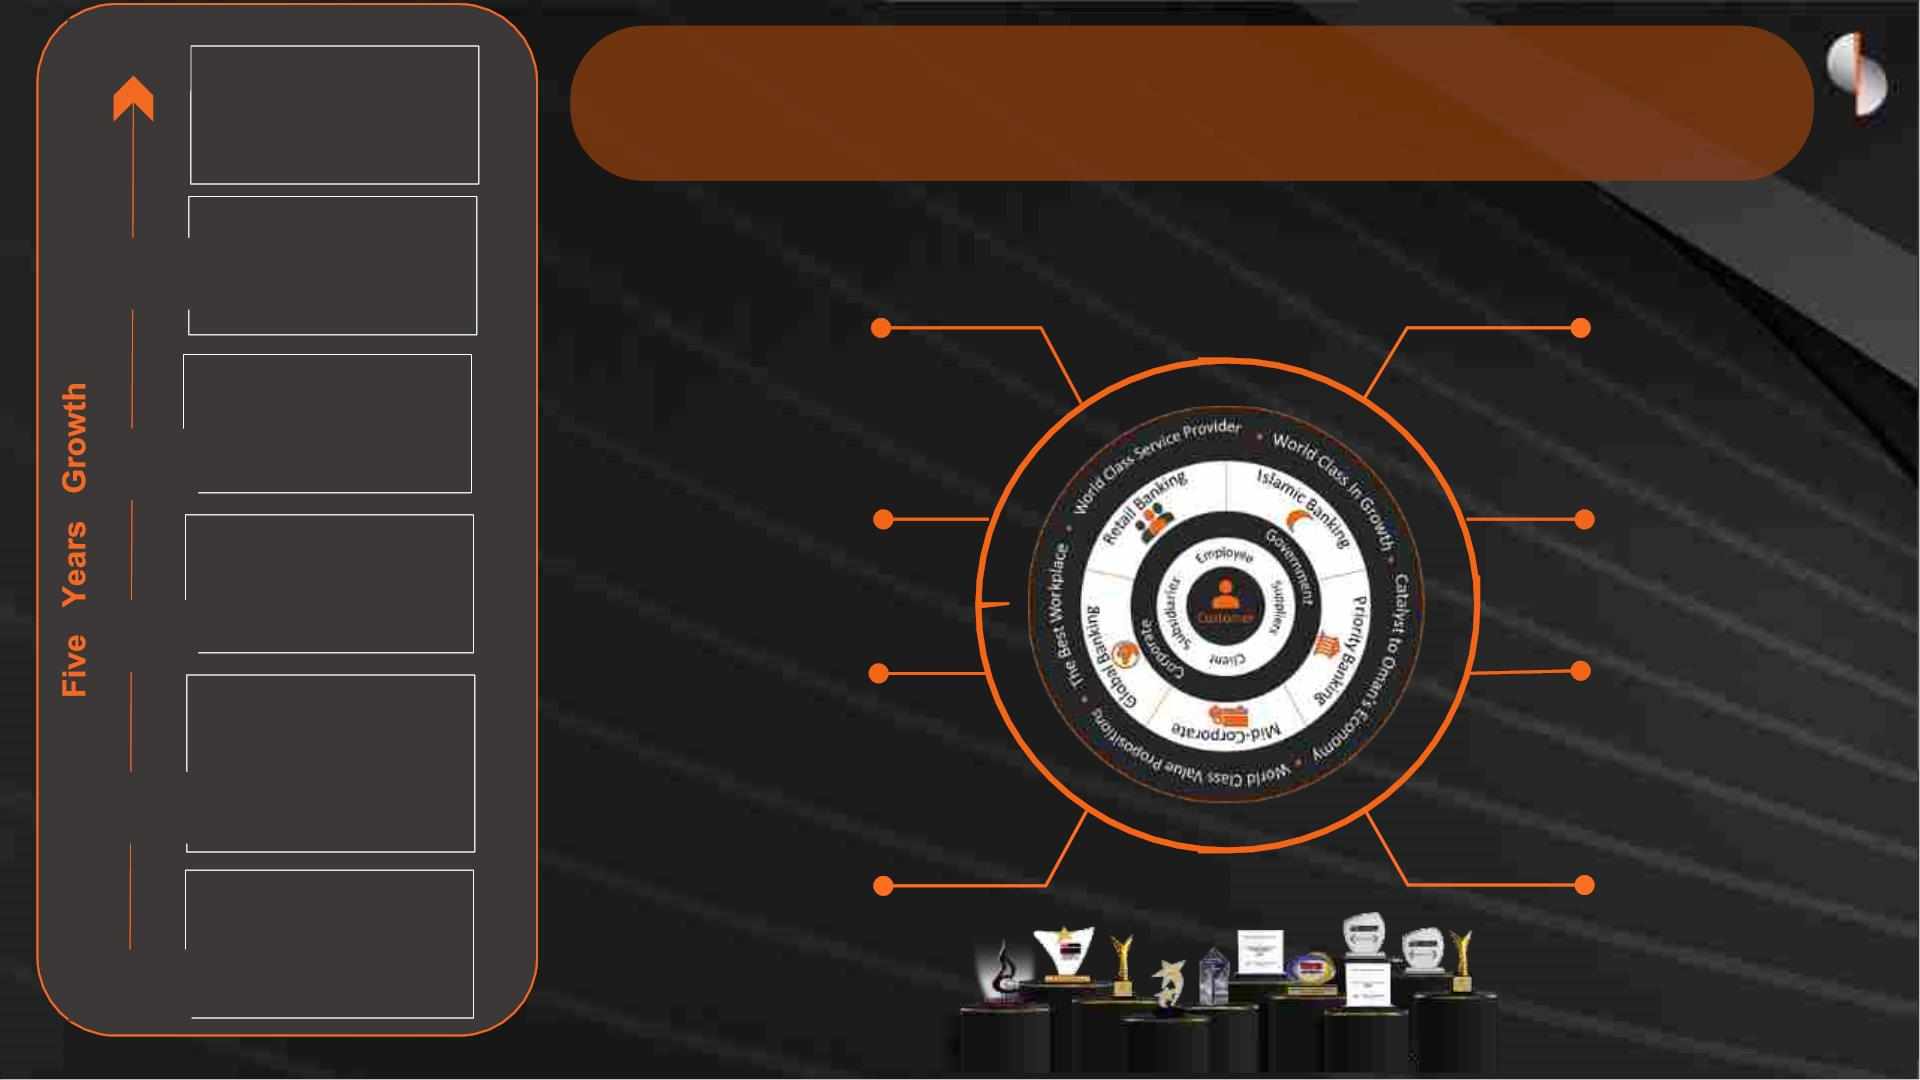 Five Years Growth
World Class Service Provider
World Class In Growth
Catalyst to Oman's Economy
World Class Value Propositions
The Best Workplace
Retail Banking
Islamic Banking
Priority Banking
Mid-Corporate
Global Banking
Government
Corporate
Employee
Suppliers
Client
Subsidiaries
Customer